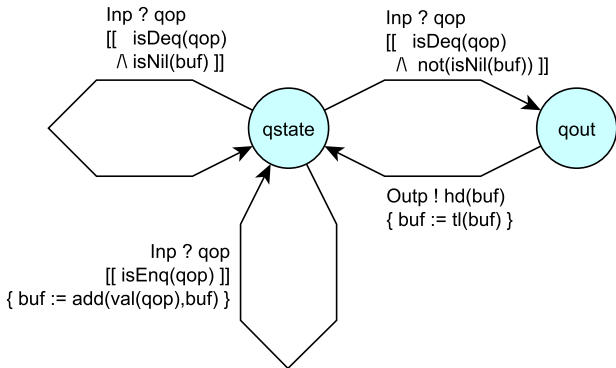 Inp ? qop
[[ isDeq(qop)
/\ isNil(buf) ]]
Inp ? qop
[[ isDeq(qop)
/\ not(isNil(buf)) ]]
qstate
qout
Outp ! hd(buf)
{ buf := tl(buf) }
Inp ? qop
[[ isEnq(qop) ]]
{ buf := add(val(qop),buf) }